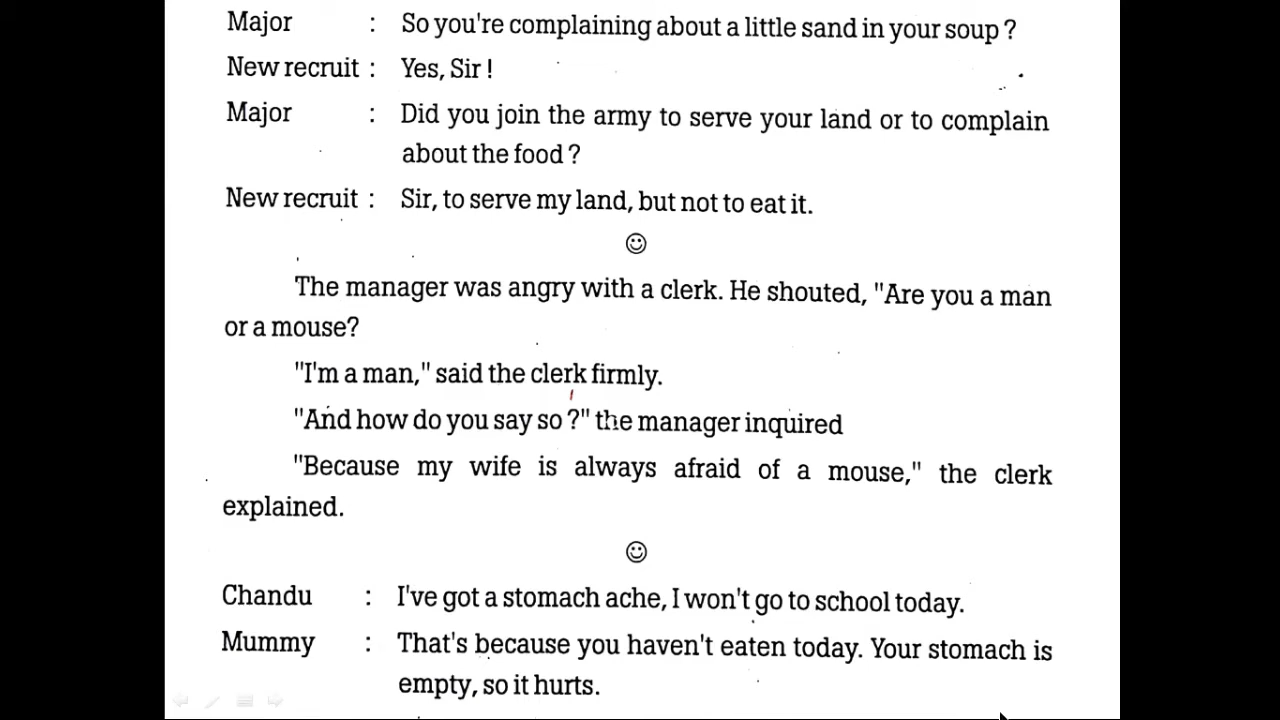 Major : So you're complaining about a little sand in your soup ?
New recruit : Yes, Sir !
Major : Did you join the army to serve your land or to complain
about the food ?
New recruit : Sir, to serve my land, but not to eat it.
☺
The manager was angry with a clerk. He shouted, "Are you a man
or a mouse?
"I'm a man," said the clerk firmly.
"And how do you say so ?" the manager inquired
"Because my wife is always afraid of a mouse," the clerk
explained.
☺
Chandu : I've got a stomach ache, I won't go to school today.
Mummy : That's because you haven't eaten today. Your stomach is
empty, so it hurts.